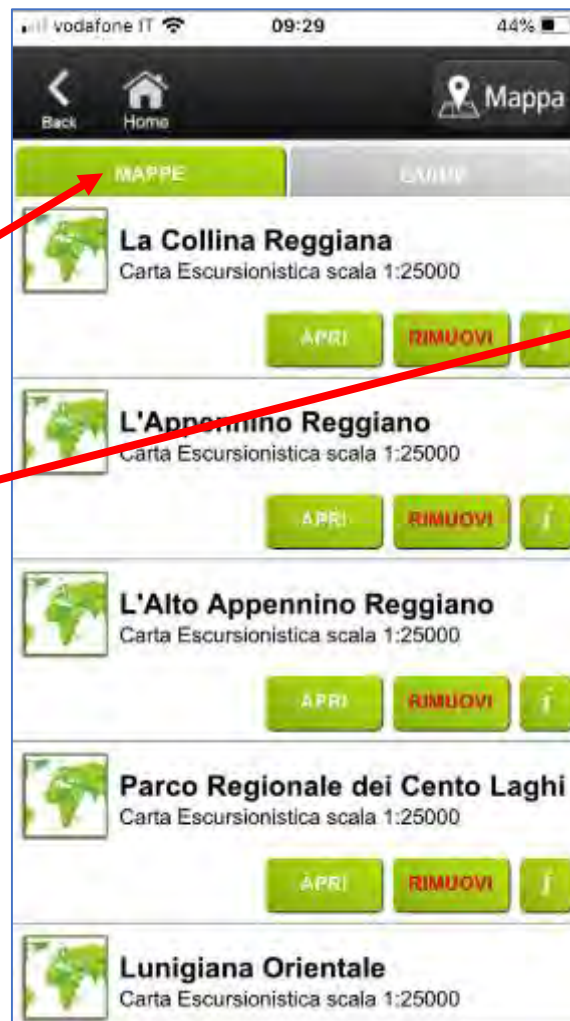 vodafone IT 09:29 44%
Back Home Mappa
MAPPE
La Collina Reggiana
Carta Escursionistica scala 1:25000
APRI RIMUOVI i
L'Appennino Reggiano
Carta Escursionistica scala 1:25000
APRI RIMUOVI i
L'Alto Appennino Reggiano
Carta Escursionistica scala 1:25000
APRI RIMUOVI i
Parco Regionale dei Cento Laghi
Carta Escursionistica scala 1:25000
APRI RIMUOVI i
Lunigiana Orientale
Carta Escursionistica scala 1:25000